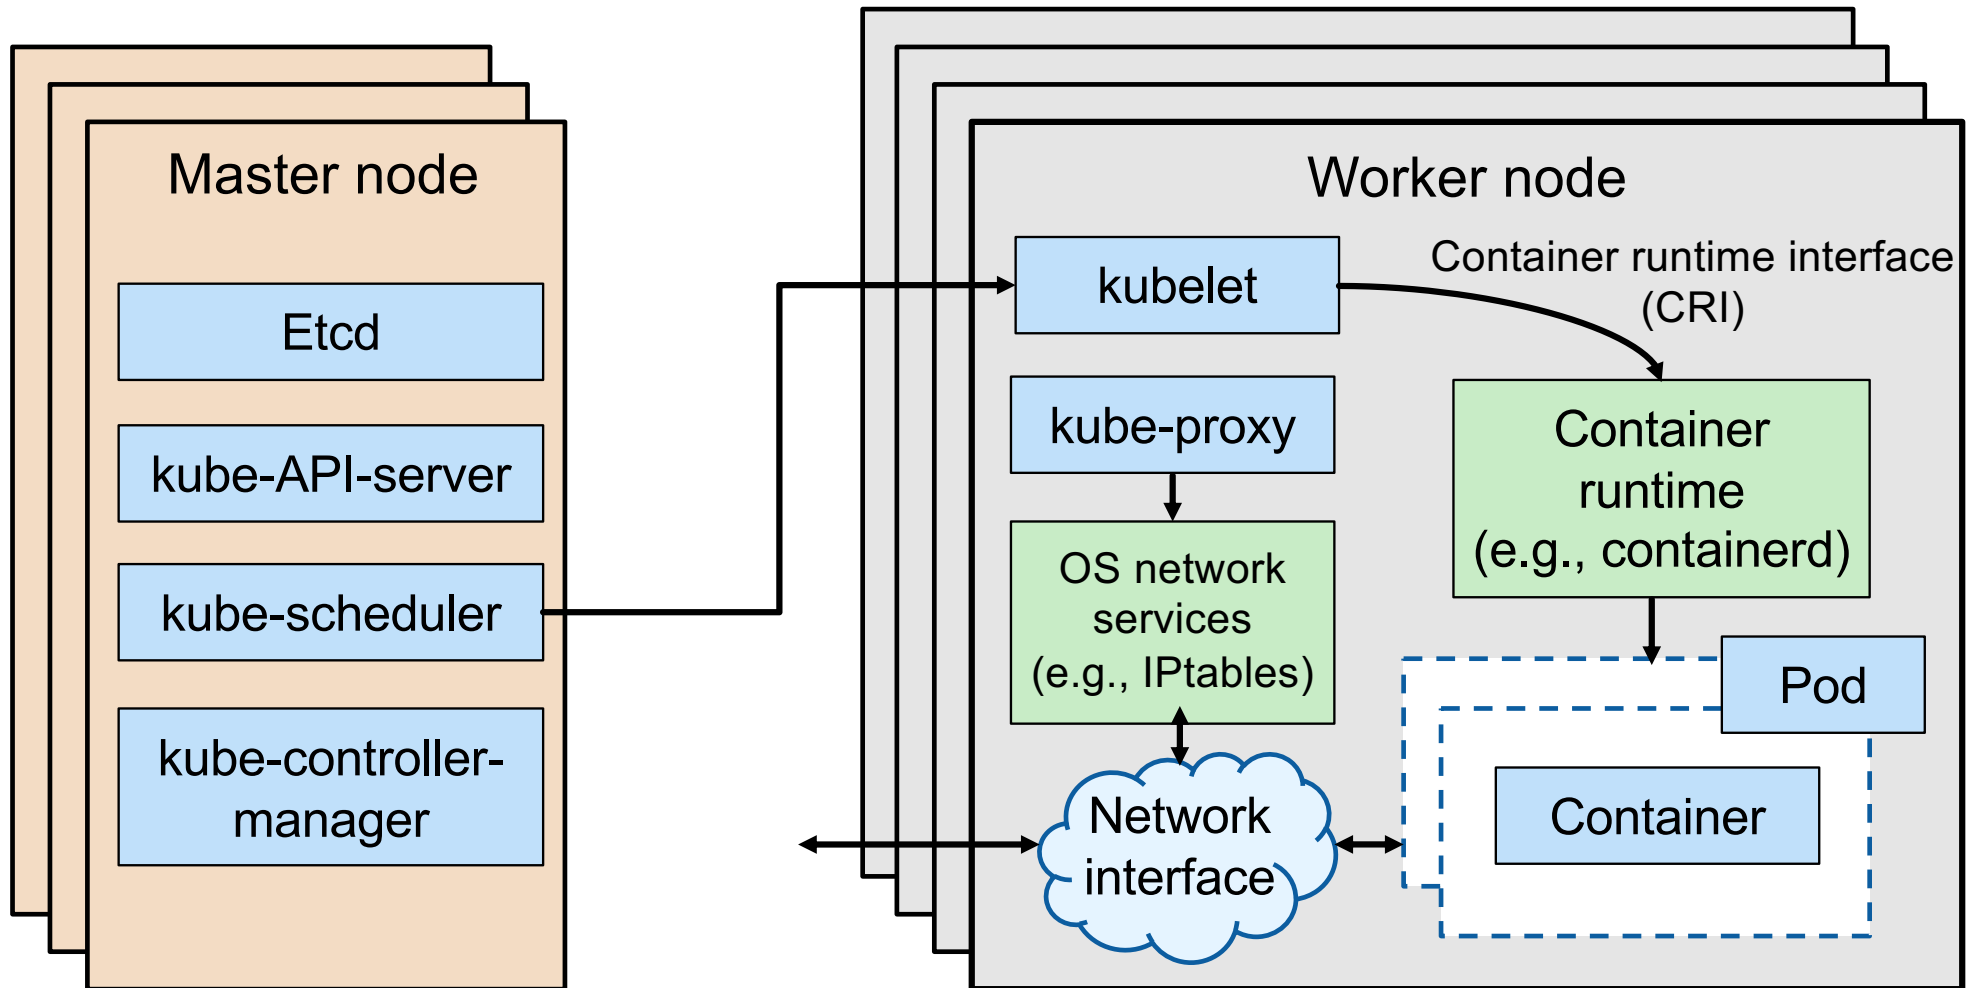 Master node
Etcd
kube-API-server
kube-scheduler
kube-controller-
manager
Worker node
kubelet
Container runtime interface
(CRI)
kube-proxy
Container
runtime
(e.g., containerd)
OS network
services
(e.g., IPtables)
Pod
Container
Network
interface